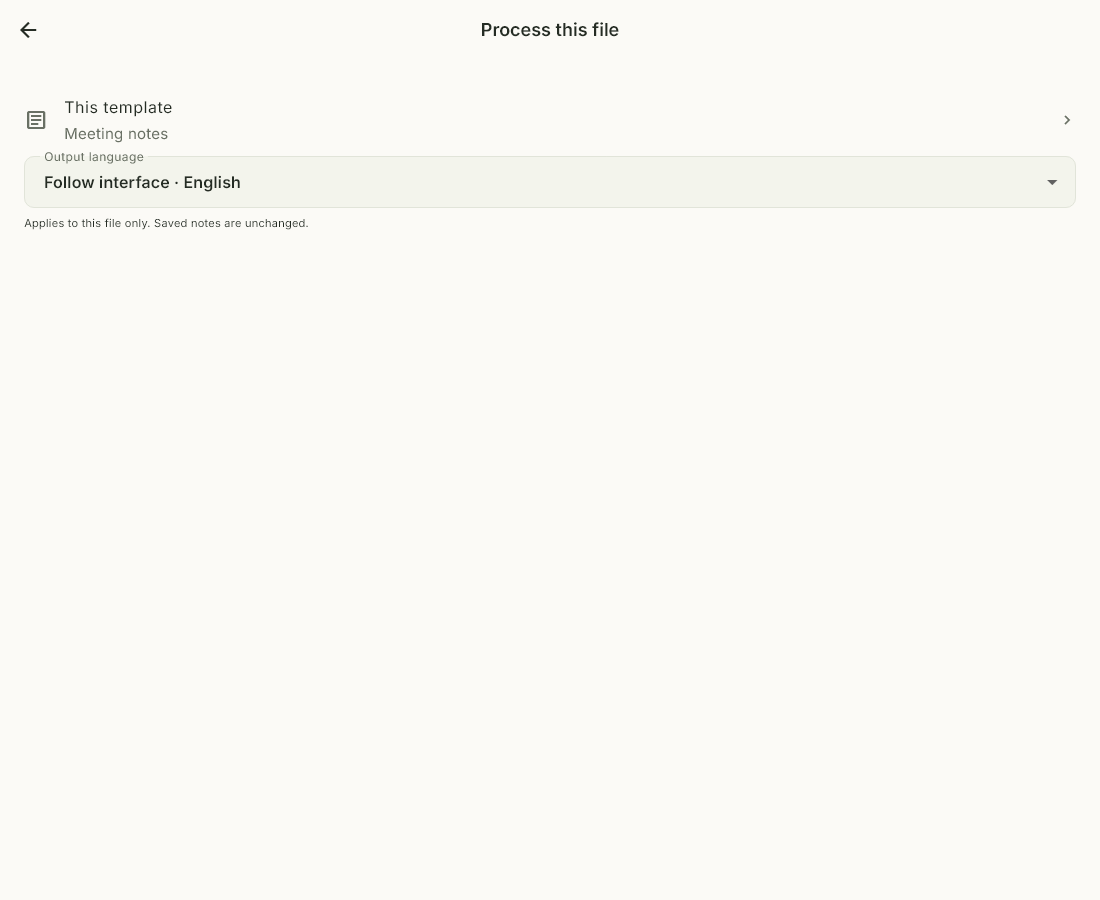 Process this file
This template
Meeting notes
Output language
Follow interface · English
Applies to this file only. Saved notes are unchanged.